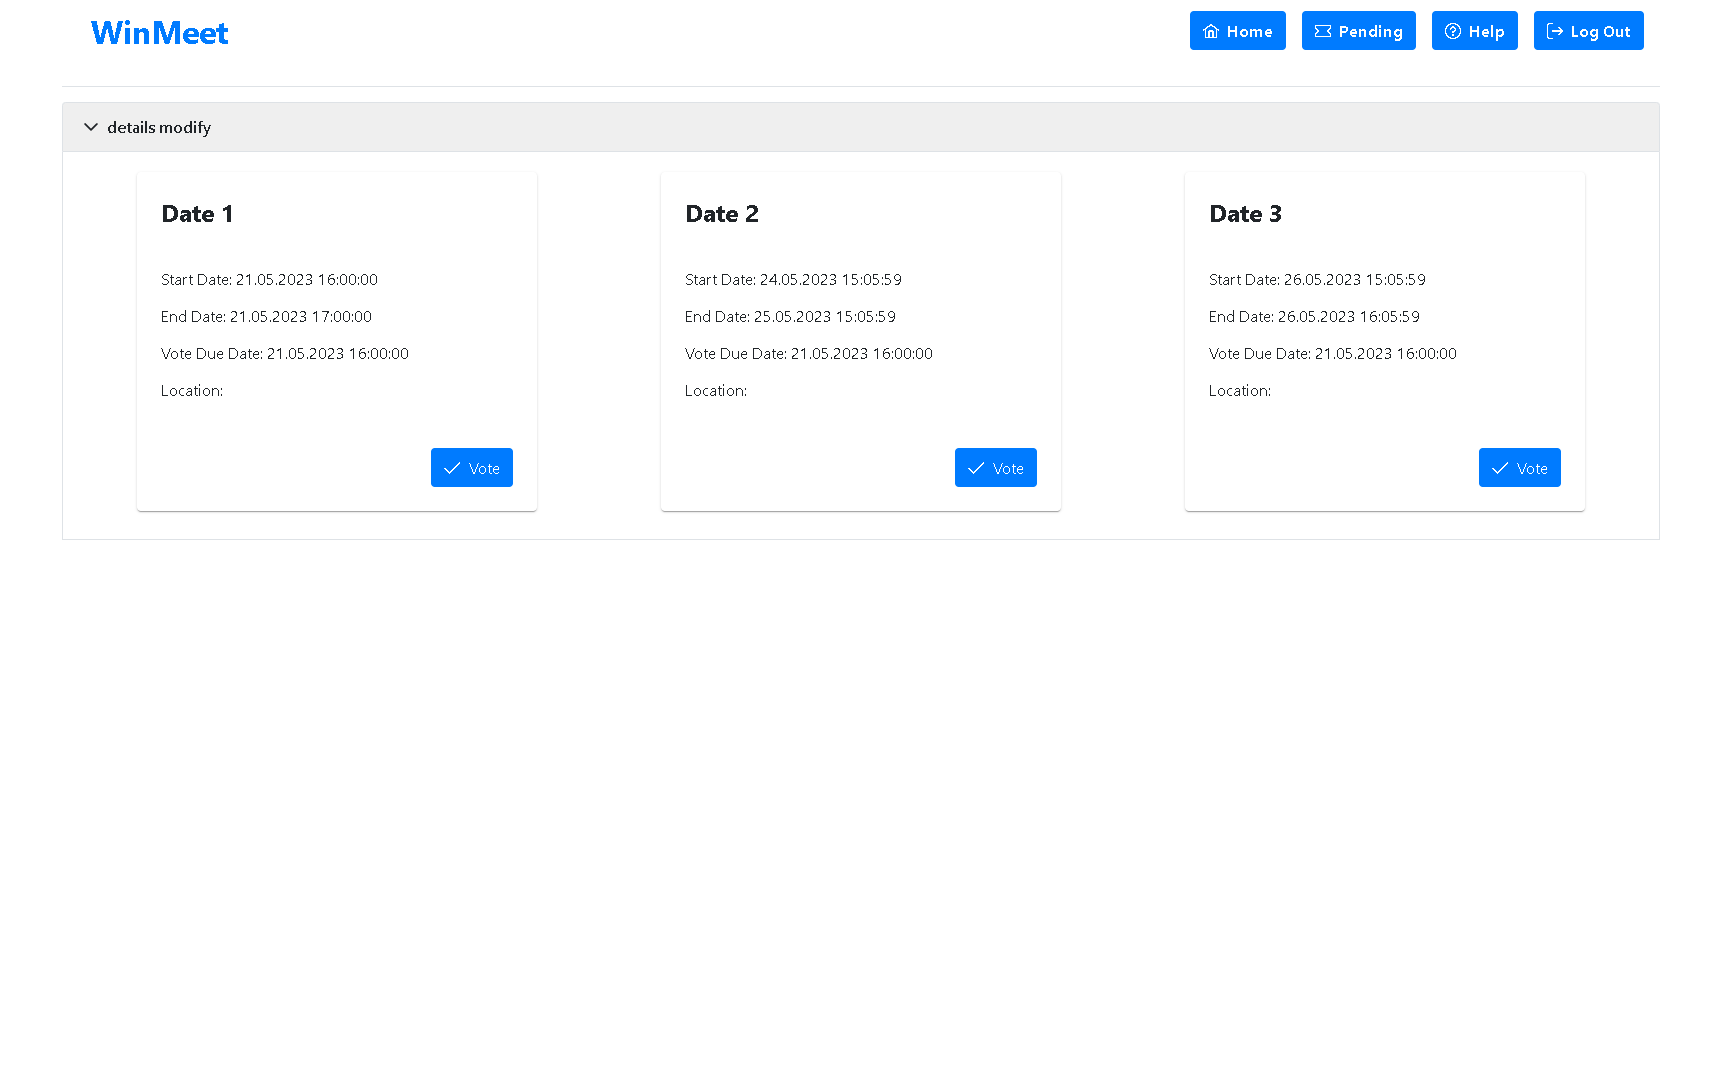 WinMeet
Home Pending Help Log Out
details modify
Date 1
Start Date: 21.05.2023 16:00:00
End Date: 21.05.2023 17:00:00
Vote Due Date: 21.05.2023 16:00:00
Location:
Vote
Date 2
Start Date: 24.05.2023 15:05:59
End Date: 25.05.2023 15:05:59
Vote Due Date: 21.05.2023 16:00:00
Location:
Vote
Date 3
Start Date: 26.05.2023 15:05:59
End Date: 26.05.2023 16:05:59
Vote Due Date: 21.05.2023 16:00:00
Location:
Vote